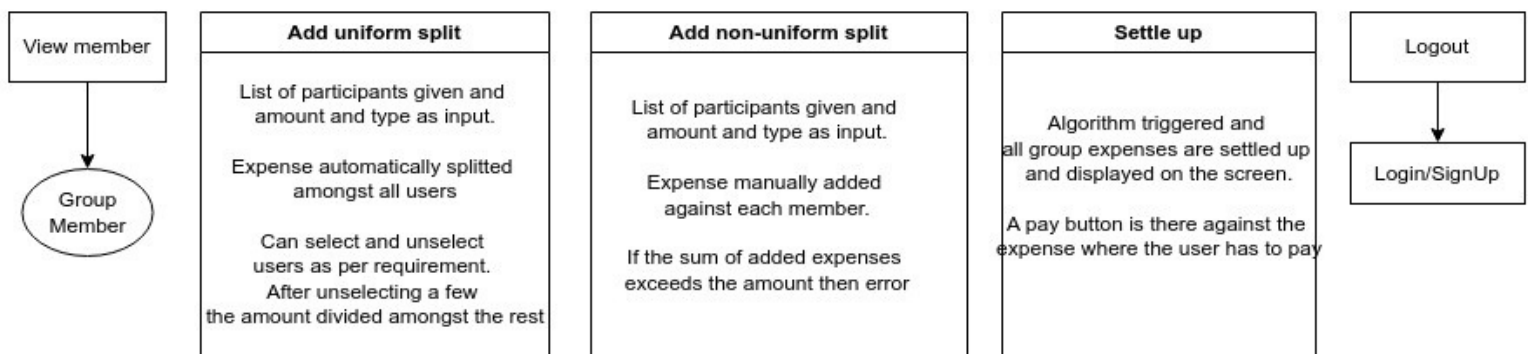 View member
Group
Member
Add uniform split
List of participants given and
amount and type as input.
Expense automatically splitted
amongst all users
Can select and unselect
users as per requirement.
After unselecting a few
the amount divided amongst the rest
Add non-uniform split
List of participants given and
amount and type as input.
Expense manually added
against each member.
If the sum of added expenses
exceeds the amount then error
Settle up
Algorithm triggered and
all group expenses are settled up
and displayed on the screen.
A pay button is there against the
expense where the user has to pay
Logout
Login/SignUp